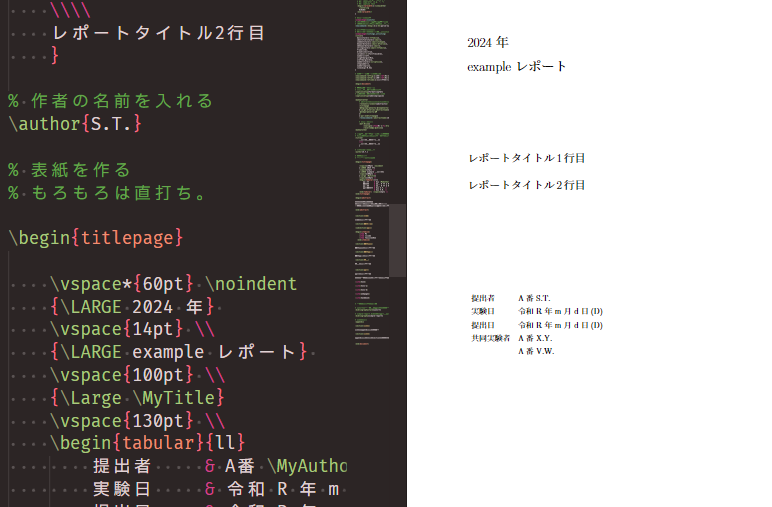 \\\\
レポートタイトル2行目
}
% 作者の名前を入れる
\author{S.T.}
% 表紙を作る
% もろもろは直打ち。
\begin{titlepage}
\vspace*{60pt} \noindent
{\LARGE 2024 年}
\vspace{14pt} \\
{\LARGE example レポート}
\vspace{100pt} \\
{\Large \MyTitle}
\vspace{130pt} \\
\begin{tabular}{ll}
提出者 & A番 \MyAutho
実験日 & 令和 R 年 m
2024 年
example レポート
レポートタイトル1行目
レポートタイトル2行目
提出者 A 番 S.T.
実験日 令和 R 年 m 月 d 日 (D)
提出日 令和 R 年 m 月 d 日 (D)
共同実験者 A 番 X.Y.
A 番 V.W.